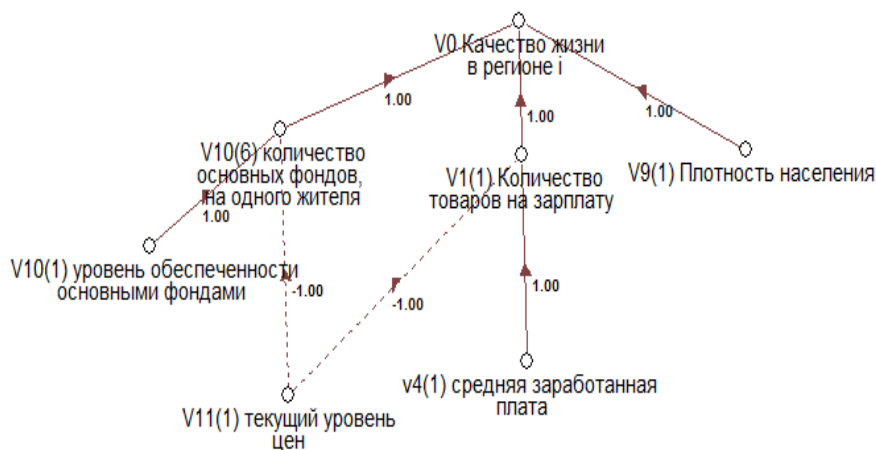 V0 Качество жизни
в регионе i
1.00
1.00
1.00
V10(6) количество
основных фондов,
на одного жителя
V1(1) Количество
товаров на зарплату
V9(1) Плотность населения
1.00
V10(1) уровень обеспеченности
основными фондами
-1.00
-1.00
1.00
V11(1) текущий уровень
цен
v4(1) средняя заработанная
плата